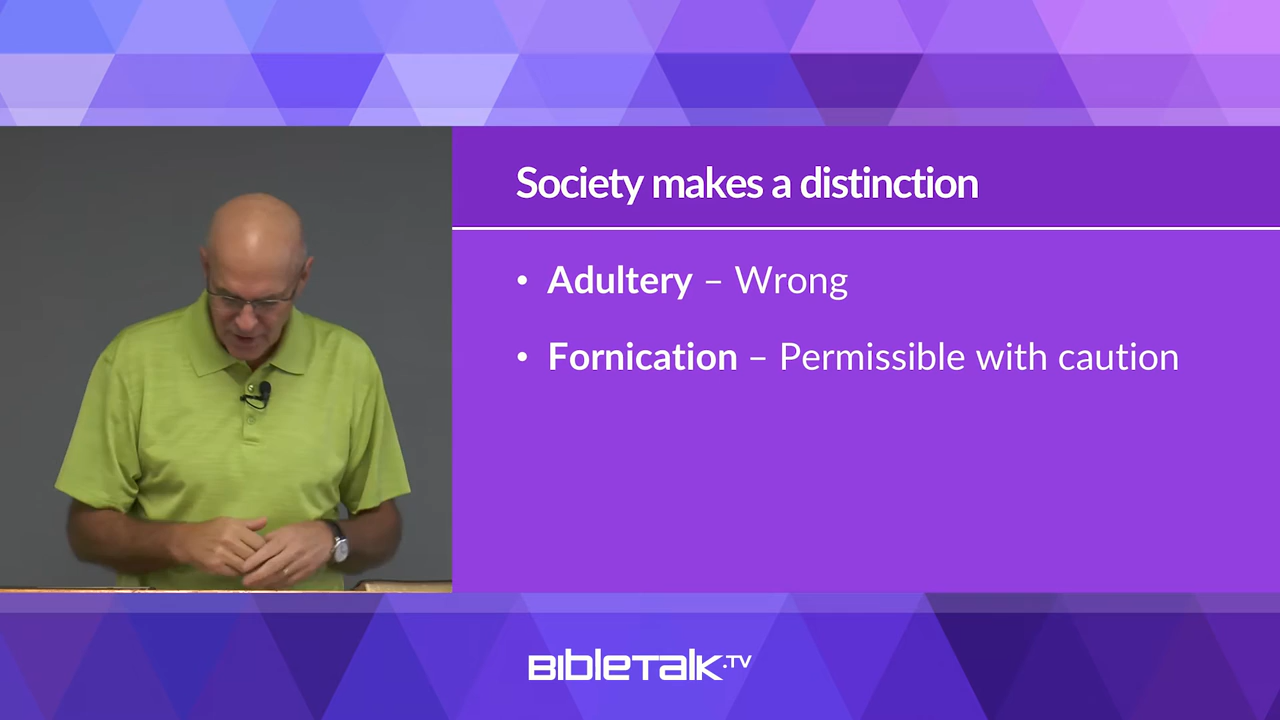 Society makes a distinction
• Adultery – Wrong
• Fornication – Permissible with caution
BIBLETALK.TV